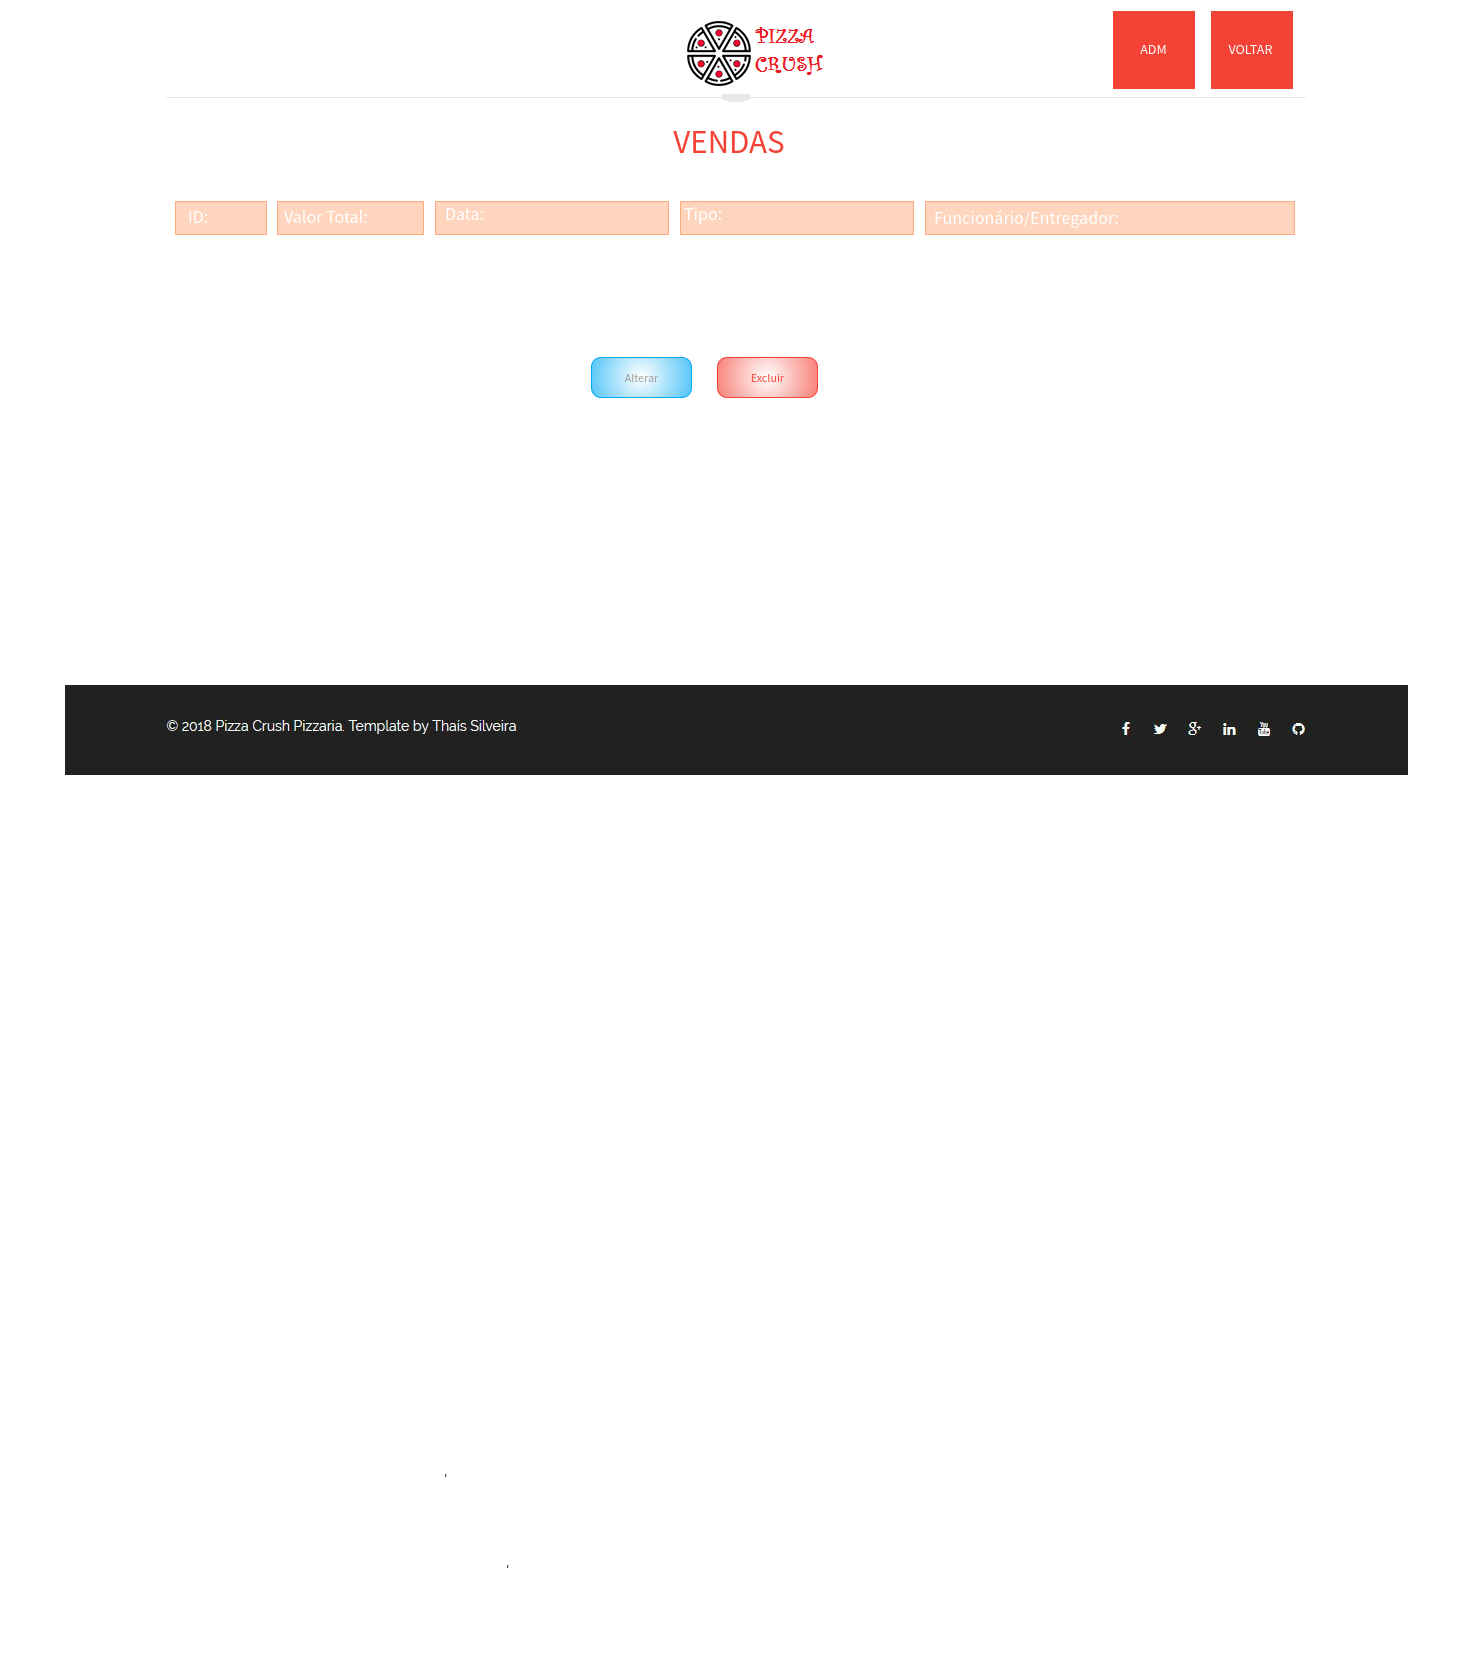 PIZZA
CRUSH
ADM
VOLTAR
VENDAS
ID:
Valor Total:
Data:
Tipo:
Funcionário/Entregador:
Alterar
Excluir
© 2018 Pizza Crush Pizzaria. Template by Thaís Silveira